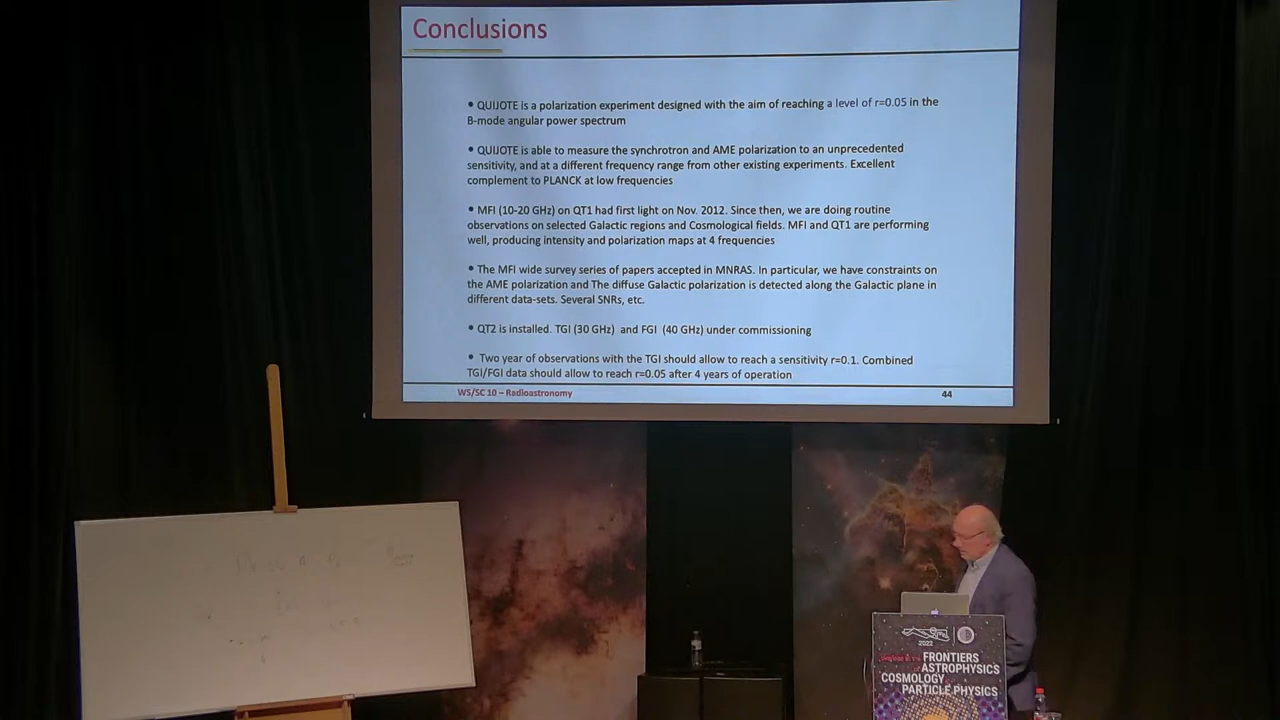 Conclusions
• QUIJOTE is a polarization experiment designed with the aim of reaching a level of r=0.05 in the
B-mode angular power spectrum
• QUIJOTE is able to measure the synchrotron and AME polarization to an unprecedented
sensitivity, and at a different frequency range from other existing experiments. Excellent
complement to PLANCK at low frequencies
• MFI (10-20 GHz) on QT1 had first light on Nov. 2012. Since then, we are doing routine
observations on selected Galactic regions and Cosmological fields. MFI and QT1 are performing
well, producing intensity and polarization maps at 4 frequencies
• The MFI wide survey series of papers accepted in MNRAS. In particular, we have constraints on
the AME polarization and The diffuse Galactic polarization is detected along the Galactic plane in
different data-sets. Several SNRs, etc.
• QT2 is installed. TGI (30 GHz) and FGI (40 GHz) under commissioning
• Two year of observations with the TGI should allow to reach a sensitivity r=0.1. Combined
TGI/FGI data should allow to reach r=0.05 after 4 years of operation
WS/SC 10 – Radioastronomy
44
2022
FRONTIERS
ASTROPHYSICS
COSMOLOGY
PARTICLE PHYSICS